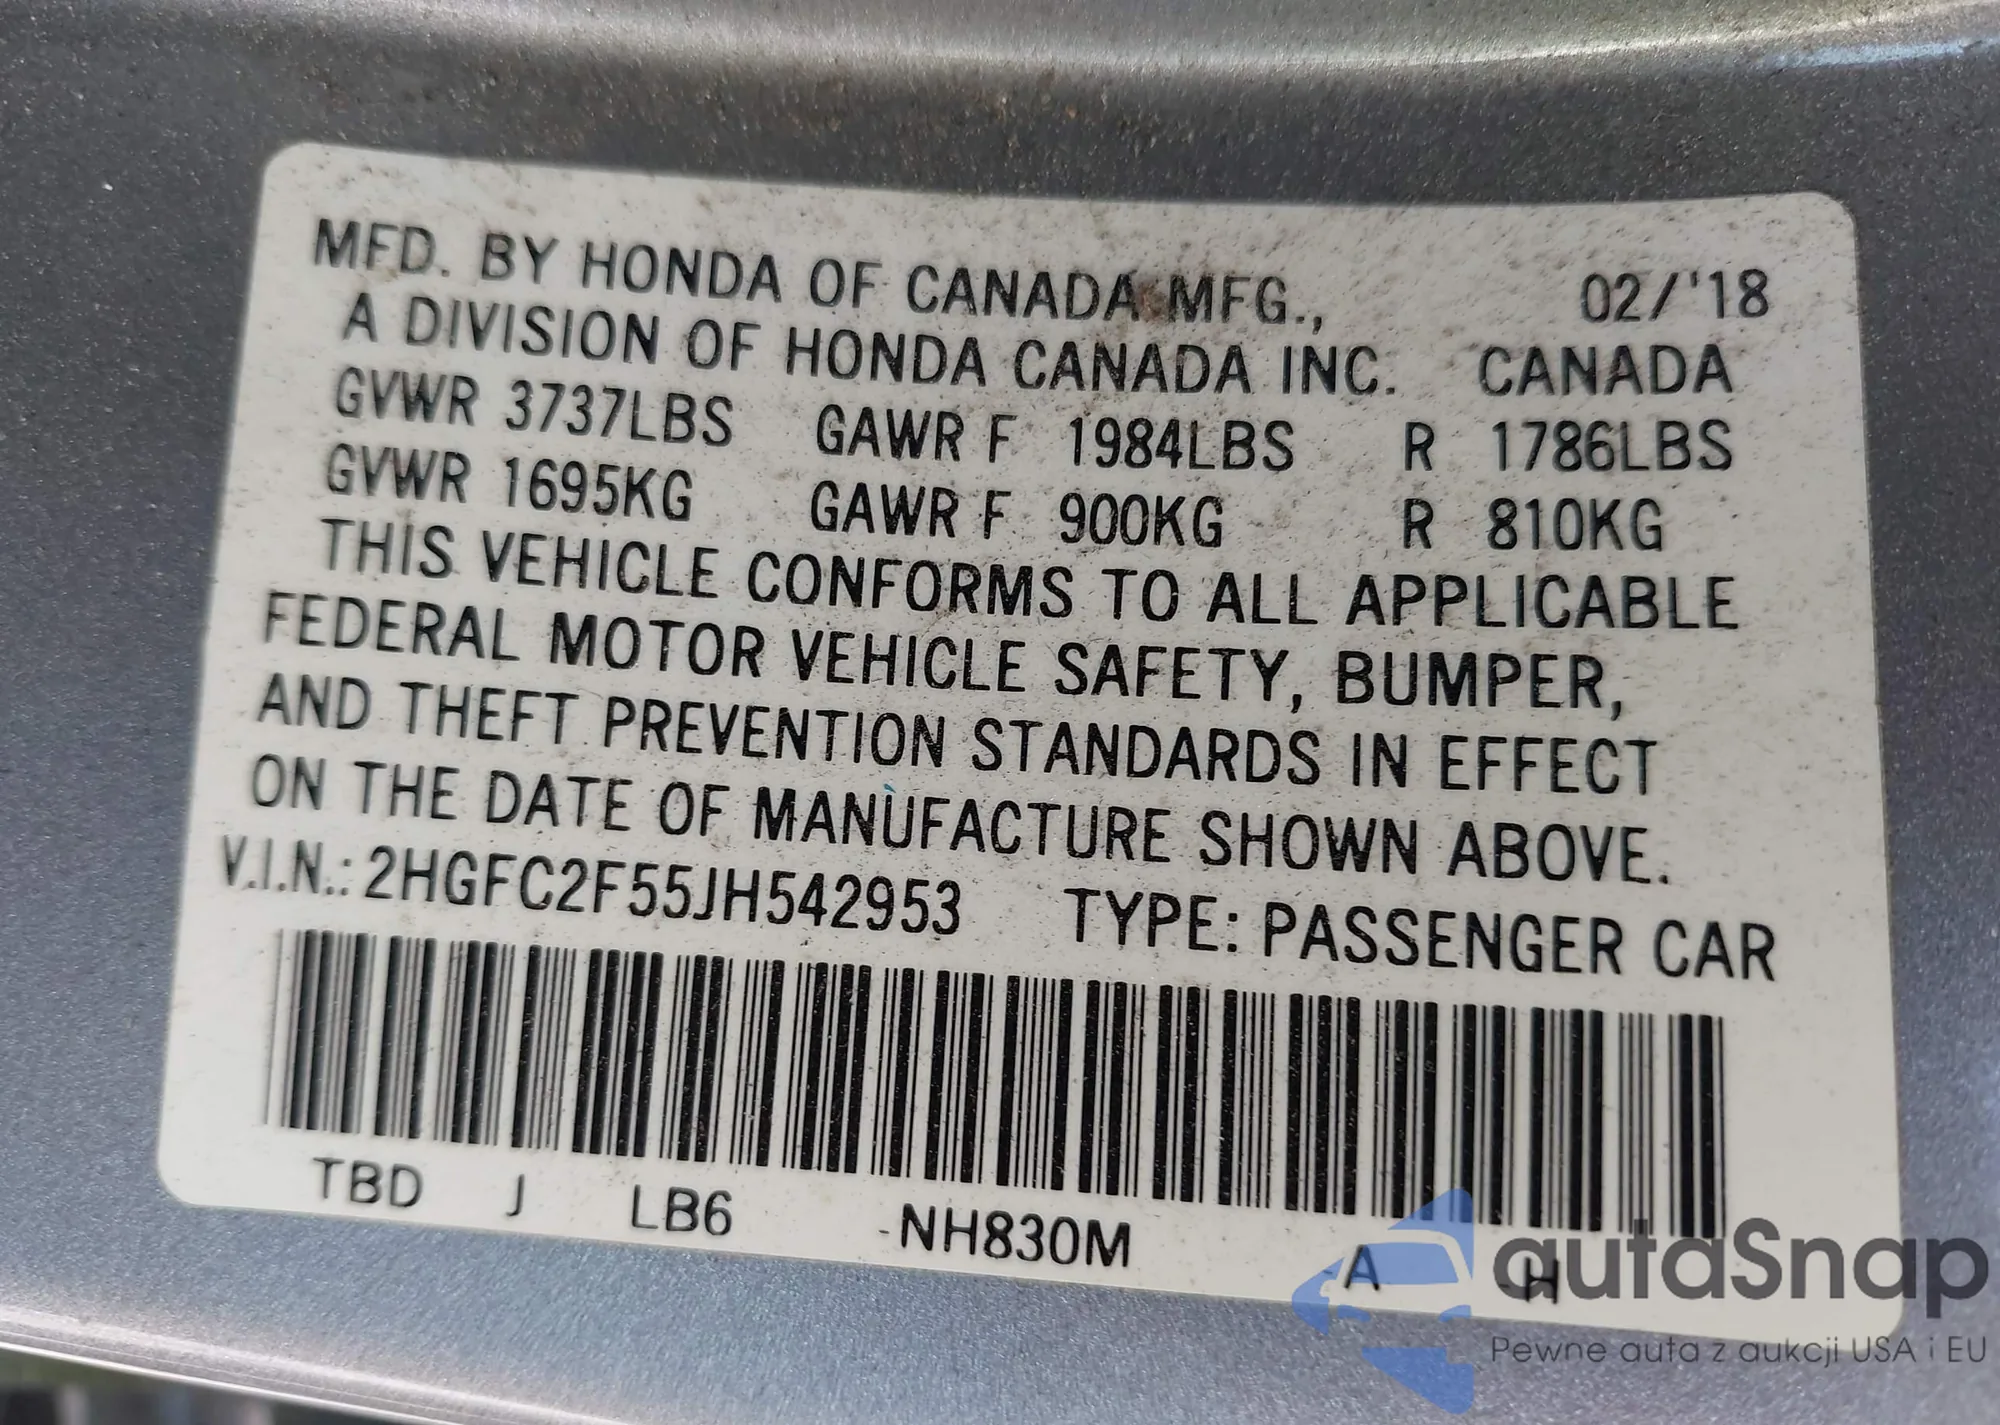 MFD. BY HONDA OF CANADA MFG., 02/'18
A DIVISION OF HONDA CANADA INC. CANADA
GVWR 3737LBS GAWR F 1984LBS R 1786LBS
GVWR 1695KG GAWR F 900KG R 810KG
THIS VEHICLE CONFORMS TO ALL APPLICABLE
FEDERAL MOTOR VEHICLE SAFETY, BUMPER,
AND THEFT PREVENTION STANDARDS IN EFFECT
ON THE DATE OF MANUFACTURE SHOWN ABOVE.
V.I.N.: 2HGFC2F55JH542953 TYPE: PASSENGER CAR
TBD J LB6 -NH830M -A -H
autaSnap
Pewne auta z aukcji USA i EU